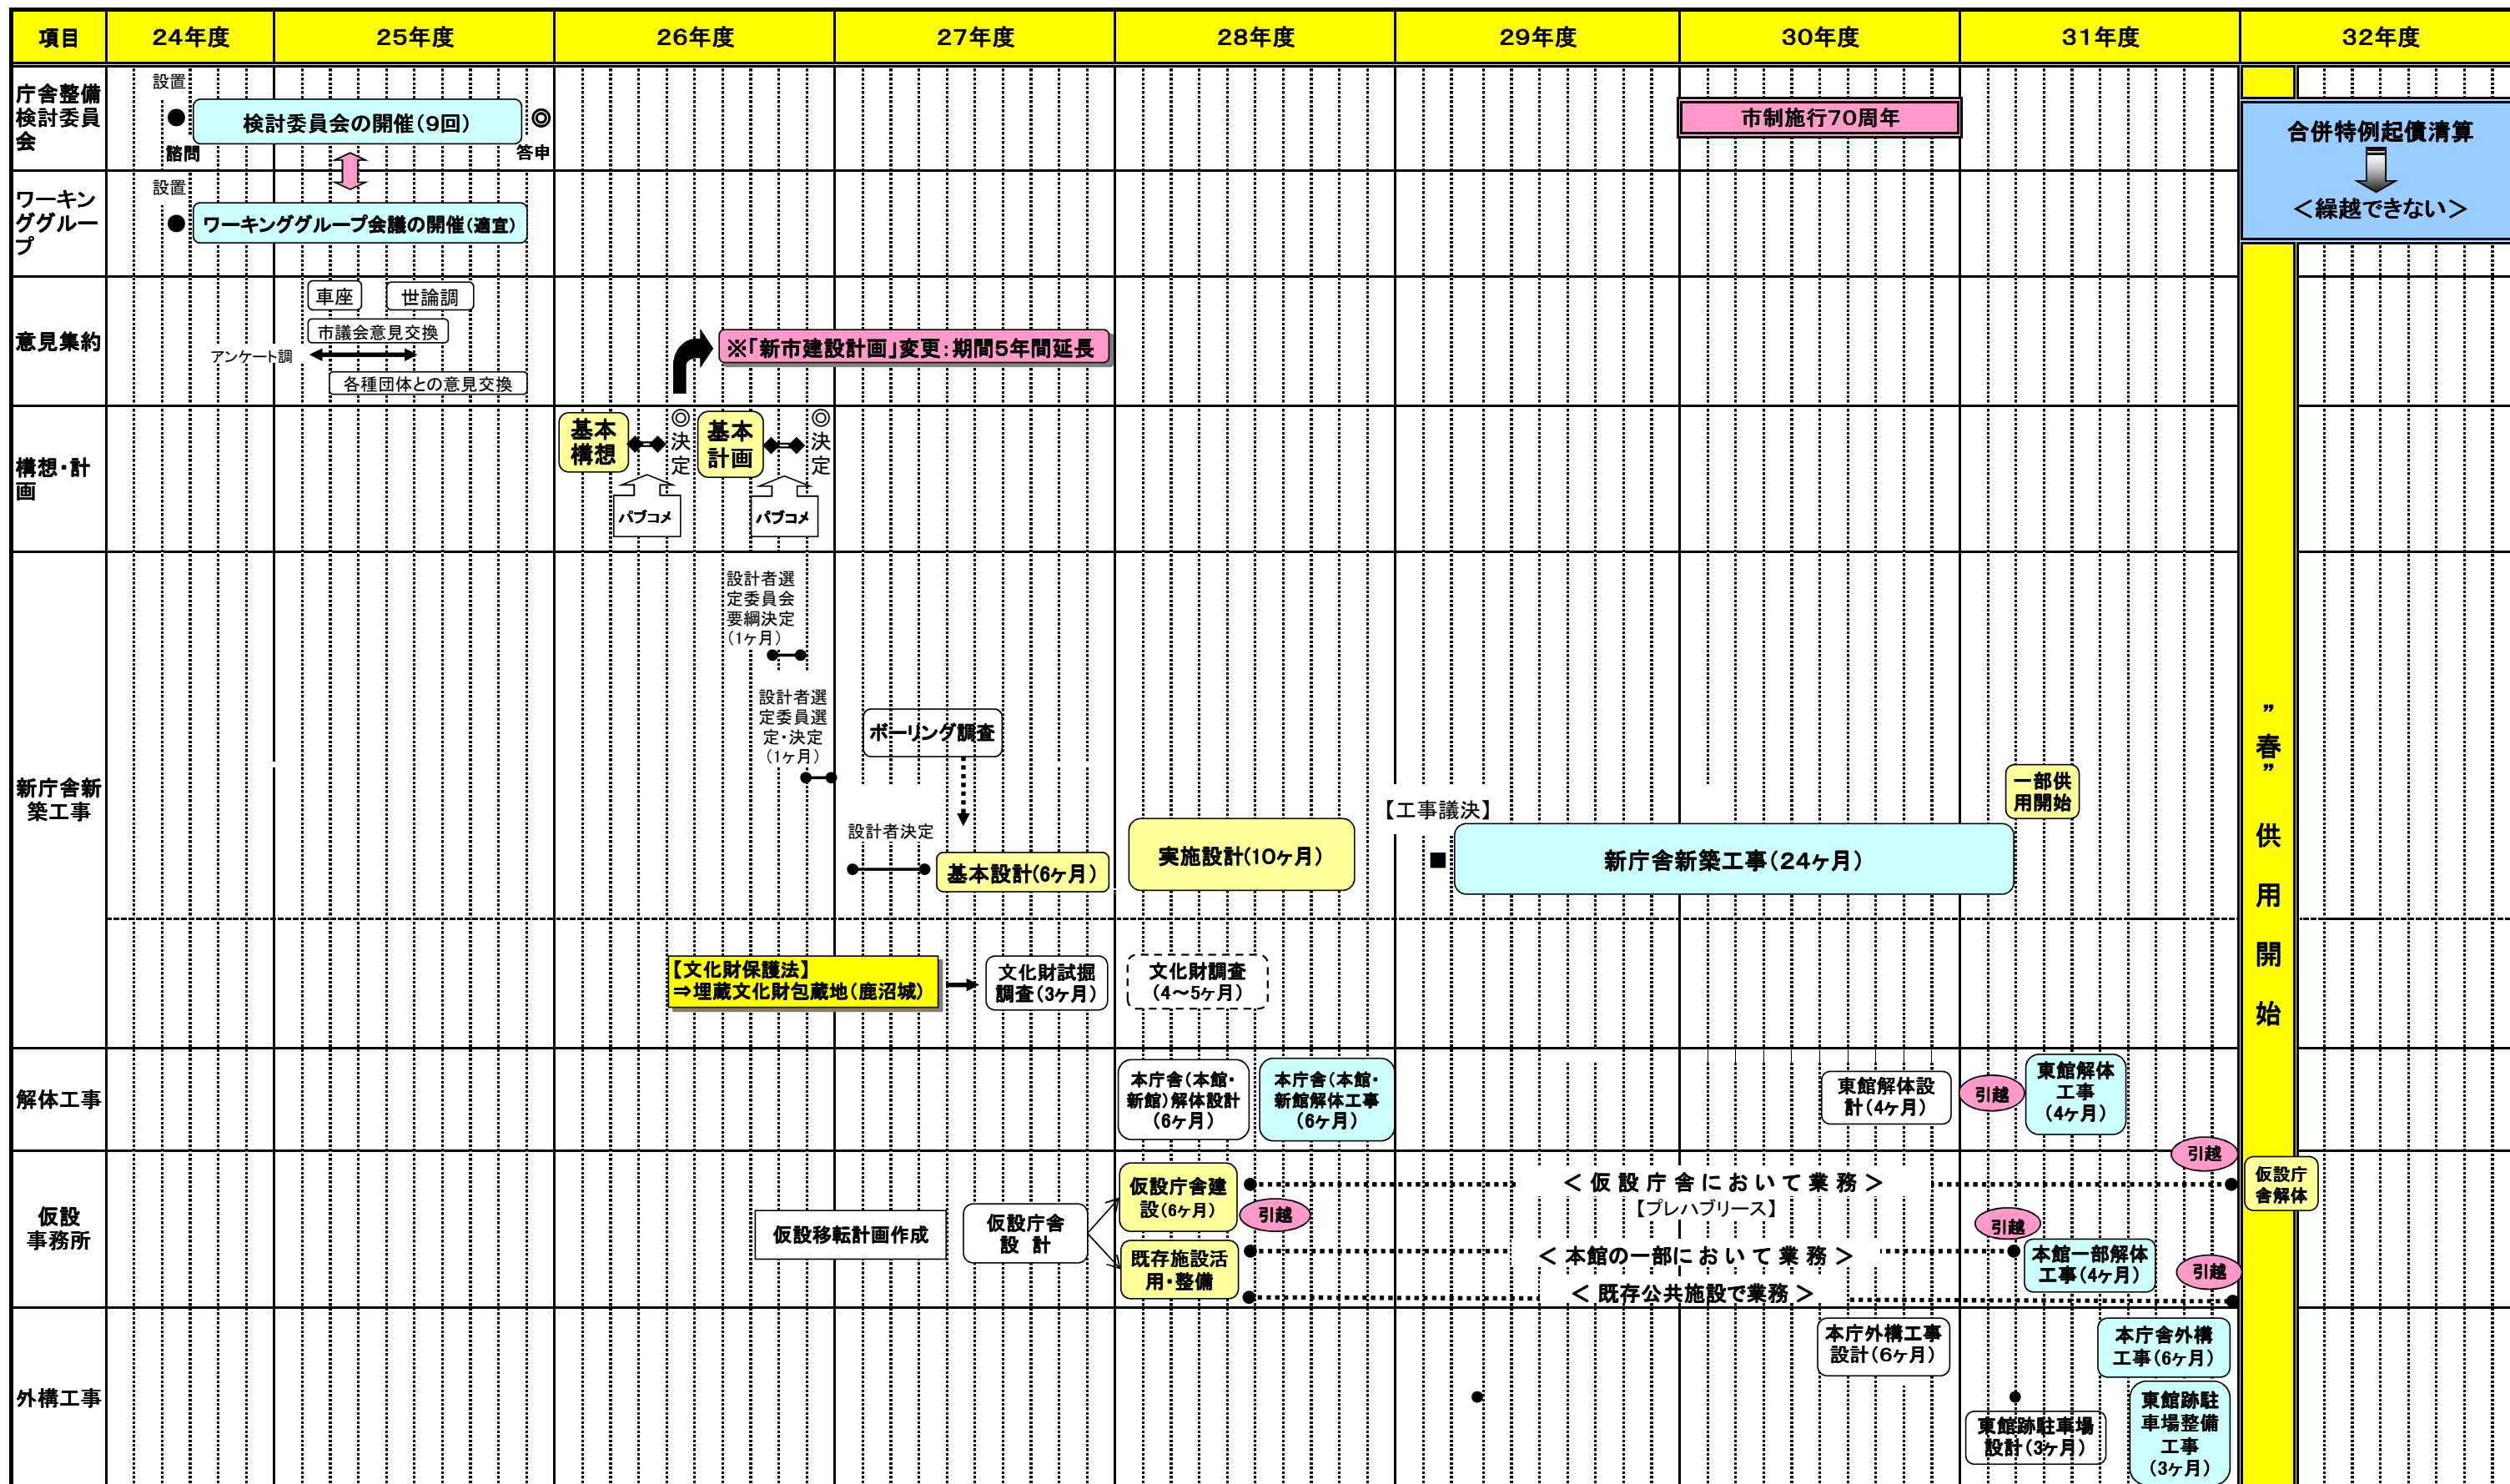 項目
24年度
25年度
26年度
27年度
28年度
29年度
30年度
31年度
32年度
庁舎整備
検討委員
会
設置
諮問
検討委員会の開催(9回)
◎
答申
市制施行70周年
合併特例起債清算
＜繰越できない＞
ワーキン
ググルー
プ
設置
ワーキンググループ会議の開催(適宜)
意見集約
車座
世論調
市議会意見交換
アンケート調
各種団体との意見交換
※「新市建設計画」変更：期間5年間延長
構想・計
画
基本
構想
◎
決
定
パブコメ
基本
計画
◎
決
定
パブコメ
新庁舎新
築工事
設計者選
定委員会
要綱決定
(1ヶ月)
設計者選
定委員選
定・決定
(1ヶ月)
ボーリング調査
設計者決定
基本設計(6ヶ月)
実施設計(10ヶ月)
【工事議決】
■
新庁舎新築工事(24ヶ月)
一部供
用開始
”
春
”
供
用
開
始
【文化財保護法】
⇒埋蔵文化財包蔵地(鹿沼城)
文化財試掘
調査(3ヶ月)
文化財調査
(4～5ヶ月)
解体工事
本庁舎(本館・
新館)解体設計
(6ヶ月)
本庁舎(本館・
新館解体工事
(6ヶ月)
東館解体設
計(4ヶ月)
引越
東館解体
工事
(4ヶ月)
仮設
事務所
仮設移転計画作成
仮設庁舎
設 計
仮設庁舎建
設(6ヶ月)
既存施設活
用・整備
引越
＜ 仮 設 庁 舎 に お い て 業 務 ＞
【プレハブリース】
＜ 本館の一部に お い て 業 務 ＞
＜ 既存公共施設で業務 ＞
引越
引越
本館一部解体
工事(4ヶ月)
引越
仮設庁
舎解体
外構工事
本庁外構工事
設計(6ヶ月)
本庁舎外構
工事(6ヶ月)
東館跡駐車場
設計(3ヶ月)
東館跡駐
車場整備
工事
(3ヶ月)